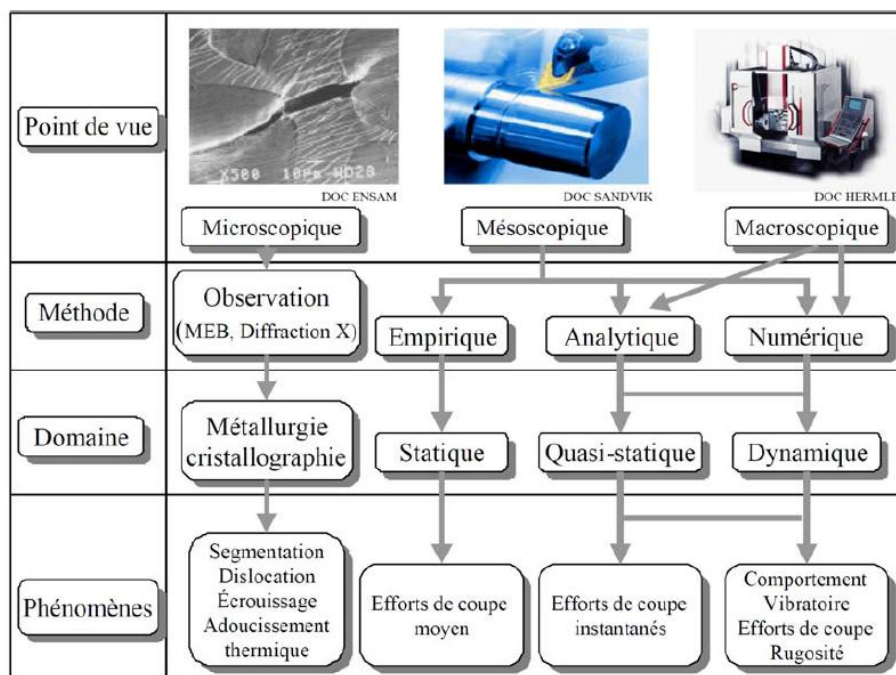 Point de vue
X500 10µm WD28
DOC ENSAM
DOC SANDVIK
DOC HERMLE
Microscopique
Mésoscopique
Macroscopique
Méthode
Observation
(MEB, Diffraction X)
Empirique
Analytique
Numérique
Domaine
Métallurgie
cristallographie
Statique
Quasi-statique
Dynamique
Phénomènes
Segmentation
Dislocation
Écrouissage
Adoucissement
thermique
Efforts de coupe
moyen
Efforts de coupe
instantanés
Comportement
Vibratoire
Efforts de coupe
Rugosité